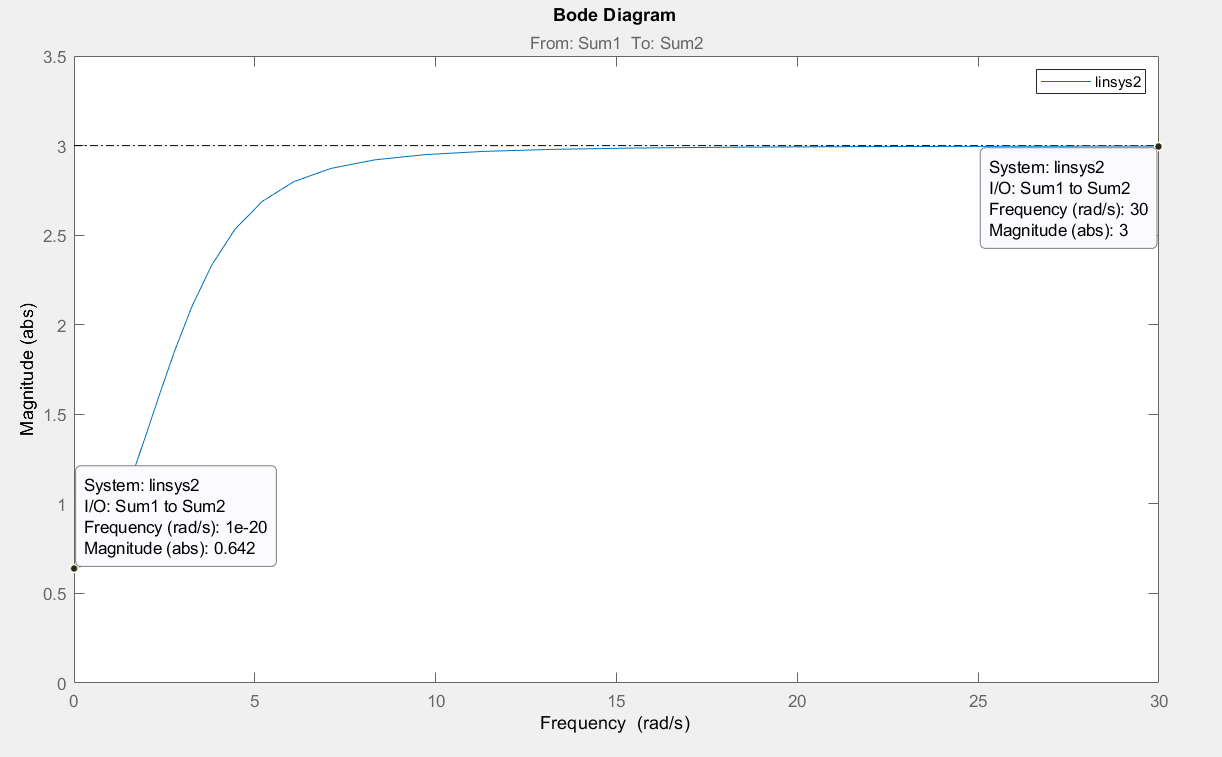 Bode Diagram
From: Sum1 To: Sum2
3.5
linsys2
3
System: linsys2
I/O: Sum1 to Sum2
Frequency (rad/s): 30
Magnitude (abs): 3
2.5
2
Magnitude (abs)
1.5
System: linsys2
I/O: Sum1 to Sum2
Frequency (rad/s): 1e-20
Magnitude (abs): 0.642
1
0.5
0
0 5 10 15 20 25 30
Frequency (rad/s)